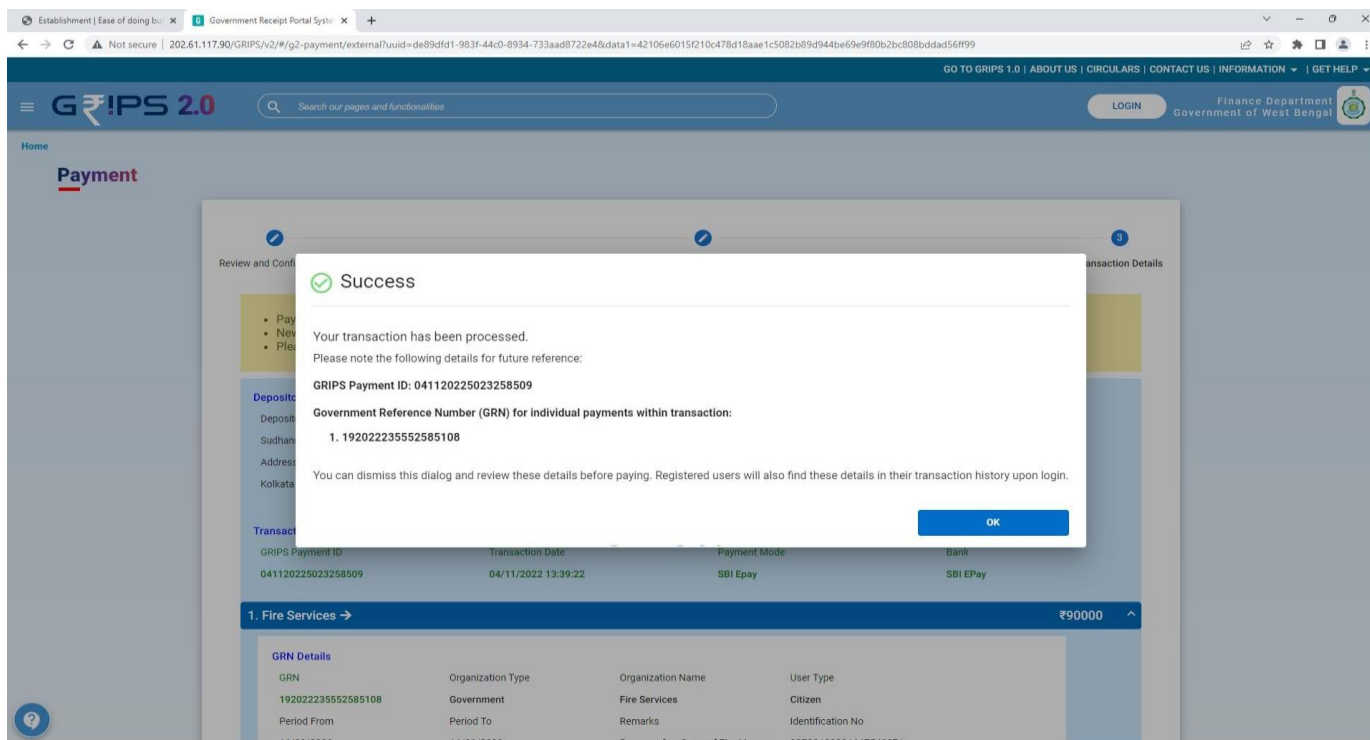 Establishment | Ease of doing bu
Government Receipt Portal Syste
Not secure | 202.61.117.90/GRIPS/v2/#/g2-payment/external?uuid=de89dfd1-983f-44c0-8934-733aad8722e4&data1=42106e6015f210c478d18aae1c5082b89d944be69e9f80b2bc808bddad56ff99
GO TO GRIPS 1.0 | ABOUT US | CIRCULARS | CONTACT US | INFORMATION | GET HELP
G₹!PS 2.0
Search our pages and functionalities
LOGIN
Finance Department
Government of West Bengal
Home
Payment
3
Review and Confi
ansaction Details
Success
Pay
New
Plea
Your transaction has been processed.
Please note the following details for future reference:
GRIPS Payment ID: 041120225023258509
Government Reference Number (GRN) for individual payments within transaction:
1. 192022235552585108
You can dismiss this dialog and review these details before paying. Registered users will also find these details in their transaction history upon login.
OK
Deposito
Deposit
Sudhan
Address
Kolkata
Transact
GRIPS Payment ID Transaction Date Payment Mode Bank
041120225023258509 04/11/2022 13:39:22 SBI Epay SBI EPay
1. Fire Services → ₹90000
GRN Details
GRN Organization Type Organization Name User Type
192022235552585108 Government Fire Services Citizen
Period From Period To Remarks Identification No